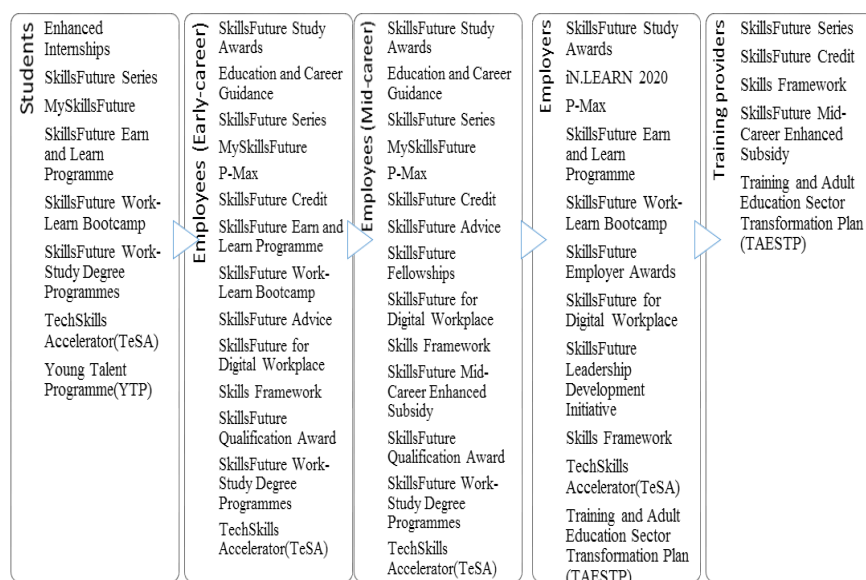 Students
Enhanced
Internships
SkillsFuture Series
MySkillsFuture
SkillsFuture Earn
and Learn
Programme
SkillsFuture Work-
Learn Bootcamp
SkillsFuture Work-
Study Degree
Programmes
TechSkills
Accelerator(TeSA)
Young Talent
Programme(YTP)
Employees (Early-career)
SkillsFuture Study
Awards
Education and Career
Guidance
SkillsFuture Series
MySkillsFuture
P-Max
SkillsFuture Credit
SkillsFuture Earn and
Learn Programme
SkillsFuture Work-
Learn Bootcamp
SkillsFuture Advice
SkillsFuture for
Digital Workplace
Skills Framework
SkillsFuture
Qualification Award
SkillsFuture Work-
Study Degree
Programmes
TechSkills
Accelerator(TeSA)
Employees (Mid-career)
SkillsFuture Study
Awards
Education and Career
Guidance
SkillsFuture Series
MySkillsFuture
P-Max
SkillsFuture Credit
SkillsFuture Advice
SkillsFuture
Fellowships
SkillsFuture for
Digital Workplace
Skills Framework
SkillsFuture Mid-
Career Enhanced
Subsidy
SkillsFuture
Qualification Award
SkillsFuture Work-
Study Degree
Programmes
TechSkills
Accelerator(TeSA)
Employers
SkillsFuture Study
Awards
iN.LEARN 2020
P-Max
SkillsFuture Earn
and Learn
Programme
SkillsFuture Work-
Learn Bootcamp
SkillsFuture
Employer Awards
SkillsFuture for
Digital Workplace
SkillsFuture
Leadership
Development
Initiative
Skills Framework
TechSkills
Accelerator(TeSA)
Training and Adult
Education Sector
Transformation Plan
(TAESTP)
Training providers
SkillsFuture Series
SkillsFuture Credit
Skills Framework
SkillsFuture Mid-
Career Enhanced
Subsidy
Training and Adult
Education Sector
Transformation Plan
(TAESTP)